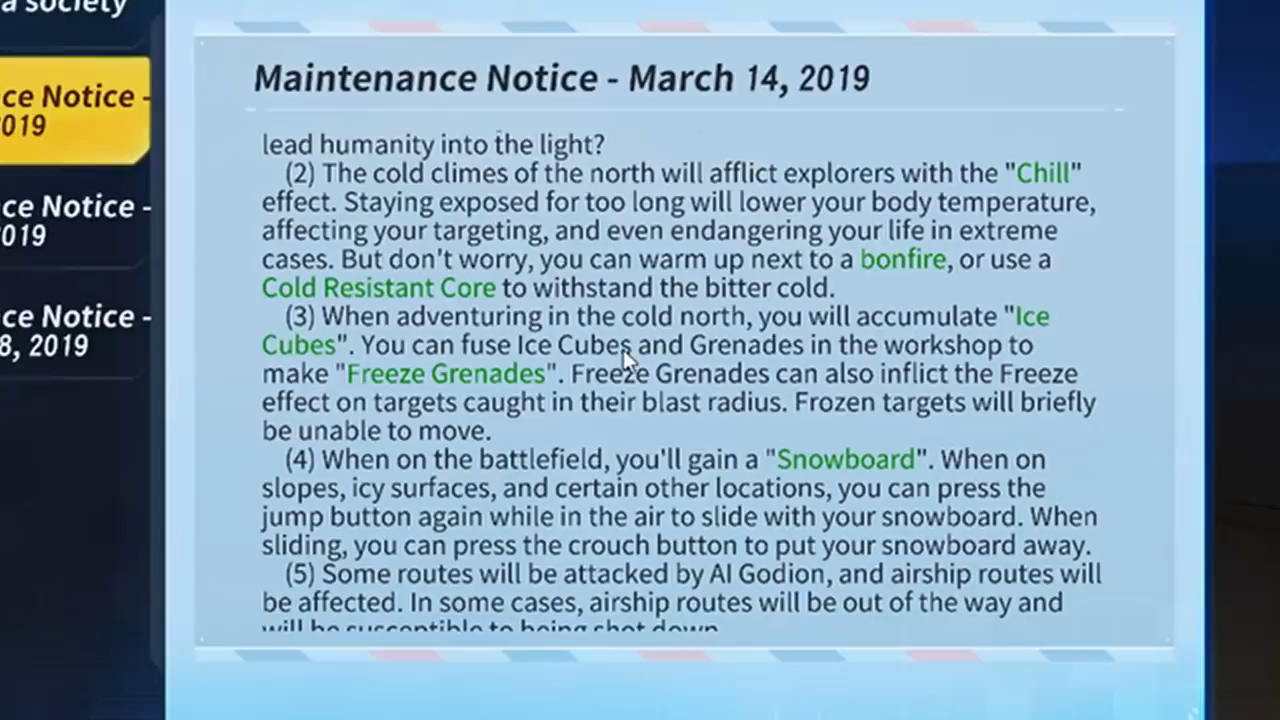 a society
ce Notice -
019
ce Notice -
019
ce Notice -
8, 2019
Maintenance Notice - March 14, 2019
lead humanity into the light?
(2) The cold climes of the north will afflict explorers with the "Chill"
effect. Staying exposed for too long will lower your body temperature,
affecting your targeting, and even endangering your life in extreme
cases. But don't worry, you can warm up next to a bonfire, or use a
Cold Resistant Core to withstand the bitter cold.
(3) When adventuring in the cold north, you will accumulate "Ice
Cubes". You can fuse Ice Cubes and Grenades in the workshop to
make "Freeze Grenades". Freeze Grenades can also inflict the Freeze
effect on targets caught in their blast radius. Frozen targets will briefly
be unable to move.
(4) When on the battlefield, you'll gain a "Snowboard". When on
slopes, icy surfaces, and certain other locations, you can press the
jump button again while in the air to slide with your snowboard. When
sliding, you can press the crouch button to put your snowboard away.
(5) Some routes will be attacked by AI Godion, and airship routes will
be affected. In some cases, airship routes will be out of the way and
will be susceptible to being shot down